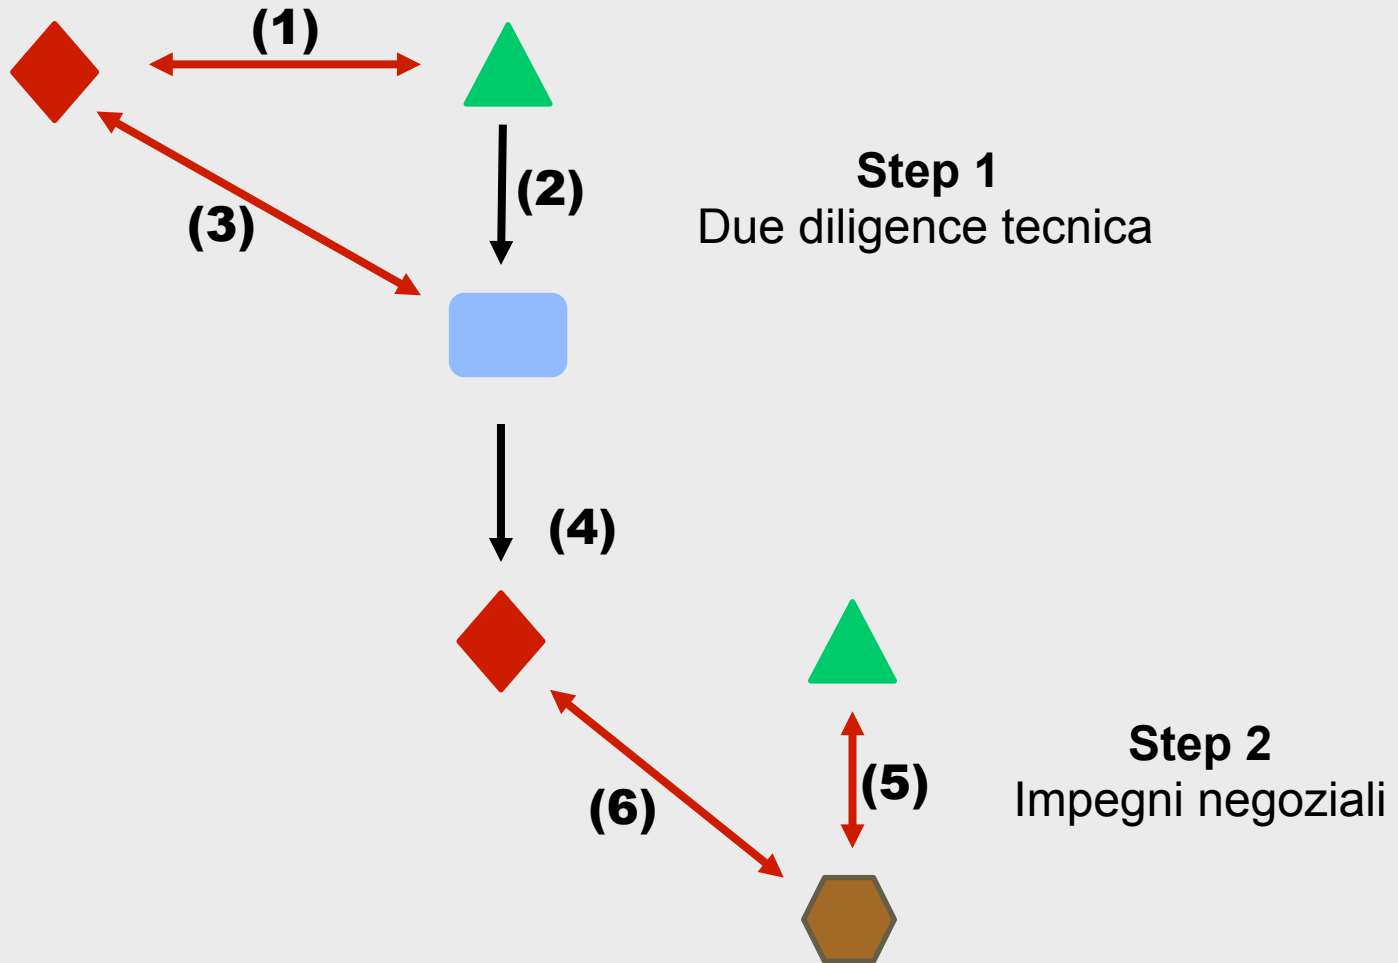 (1)
(2)
Step 1
Due diligence tecnica
(3)
(4)
Step 2
Impegni negoziali
(5)
(6)